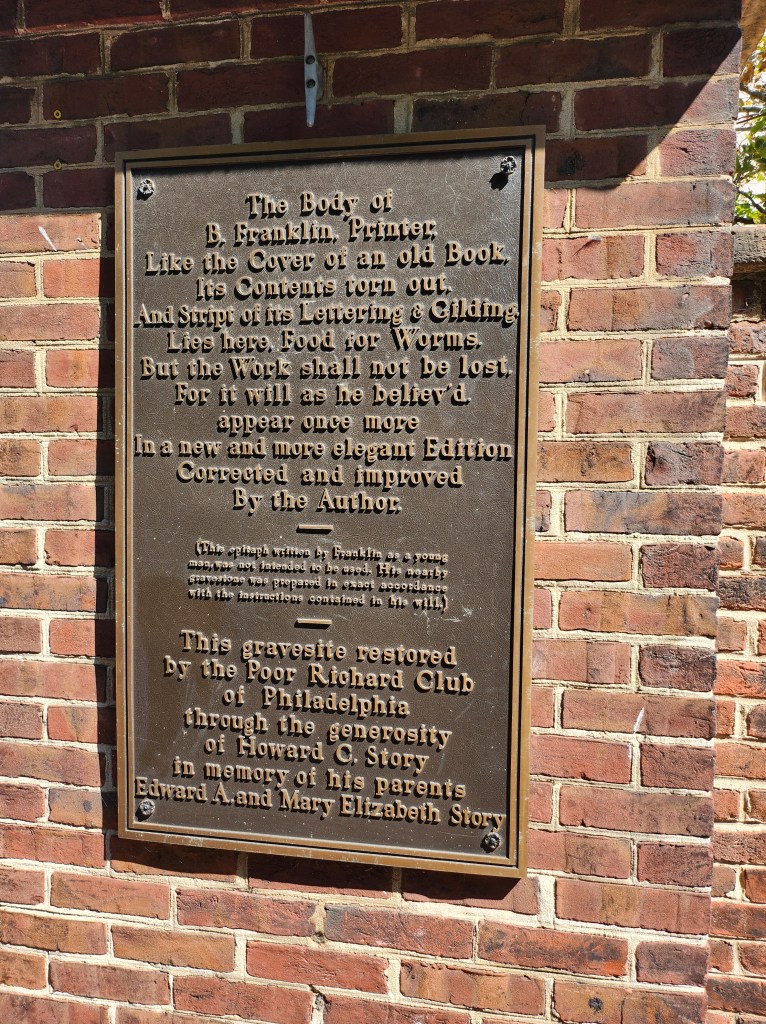 The Body of
B. Franklin, Printer,
Like the Cover of an old Book,
Its Contents torn out,
And Stript of its Lettering & Gilding,
Lies here, Food for Worms.
But the Work shall not be lost,
For it will as he believ'd,
appear once more
In a new and more elegant Edition
Corrected and improved
By the Author.
(This epitaph written by Franklin as a young
man, was not intended to be used. His nearby
gravestone was prepared in exact accordance
with the instructions contained in his will.)
This gravesite restored
by the Poor Richard Club
of Philadelphia
through the generosity
of Howard C. Story
in memory of his parents
Edward A. and Mary Elizabeth Story